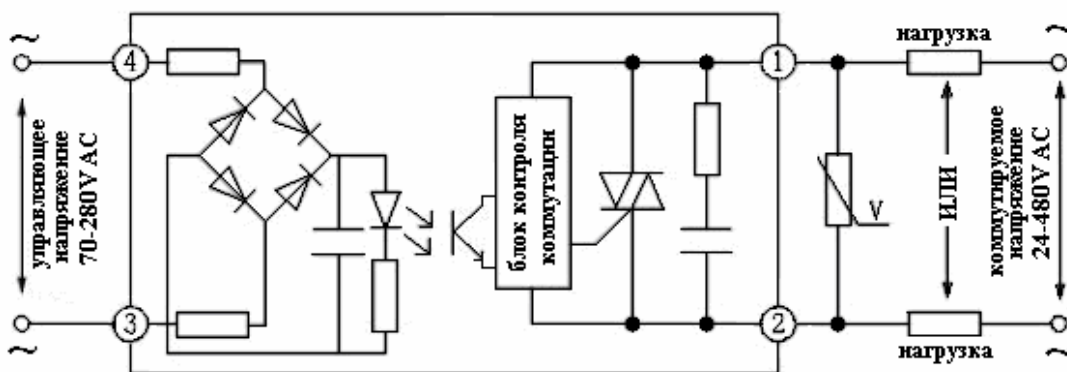 ~
~
4
1
нагрузка
управляющее
напряжение
70-280V AC
блок контроля
коммутации
V
ИЛИ
коммутируемое
напряжение
24-480V AC
3
2
~
~
нагрузка